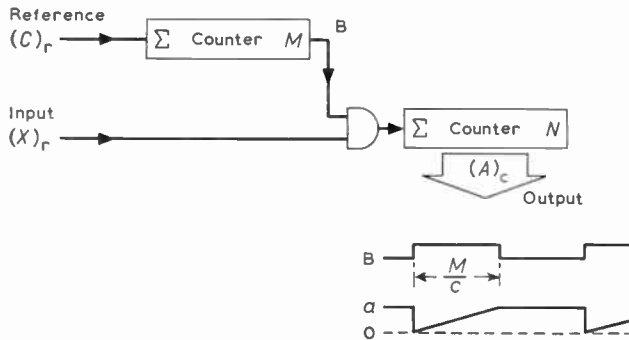 Reference
(C)r
Σ Counter M
B
Input
(X)r
Σ Counter N
(A)c
Output
B
M/c
a
0